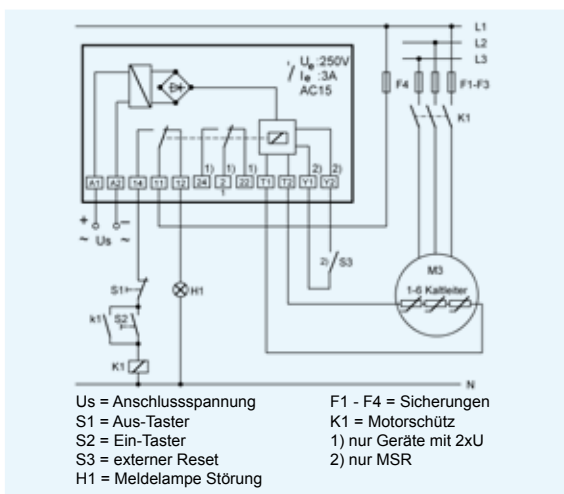 L1
L2
L3
Ue:250V
Ie:3A
AC15
F4
F1-F3
K1
1) 1) 1) 2) 2)
A1 A2 14 11 12 24 2 22 T1 T2 Y1 Y2
1
+ −
~ Us ~
2) S3
M3
1-6 Kaltleiter
S1
H1
k1 S2
K1
N
Us = Anschlussspannung
S1 = Aus-Taster
S2 = Ein-Taster
S3 = externer Reset
H1 = Meldelampe Störung
F1 - F4 = Sicherungen
K1 = Motorschütz
1) nur Geräte mit 2xU
2) nur MSR